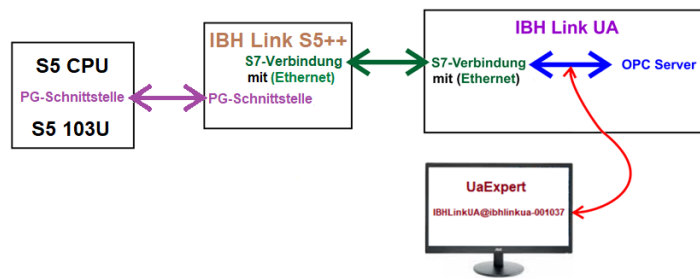 S5 CPU
PG-Schnittstelle
S5 103U
IBH Link S5++
S7-Verbindung
mit (Ethernet)
PG-Schnittstelle
IBH Link UA
S7-Verbindung
mit (Ethernet)
OPC Server
UaExpert
IBHLinkUA@ibhlinkua-001037